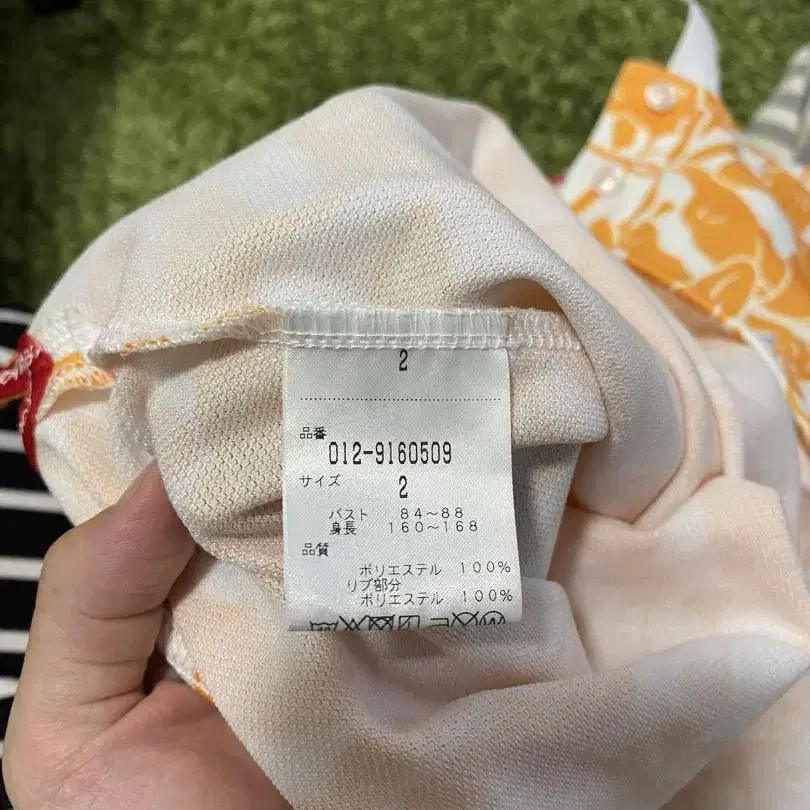 2
品番
012-9160509
サイズ
2
バスト 84~88
身長 160~168
品質
ポリエステル 100%
リブ部分
ポリエステル 100%